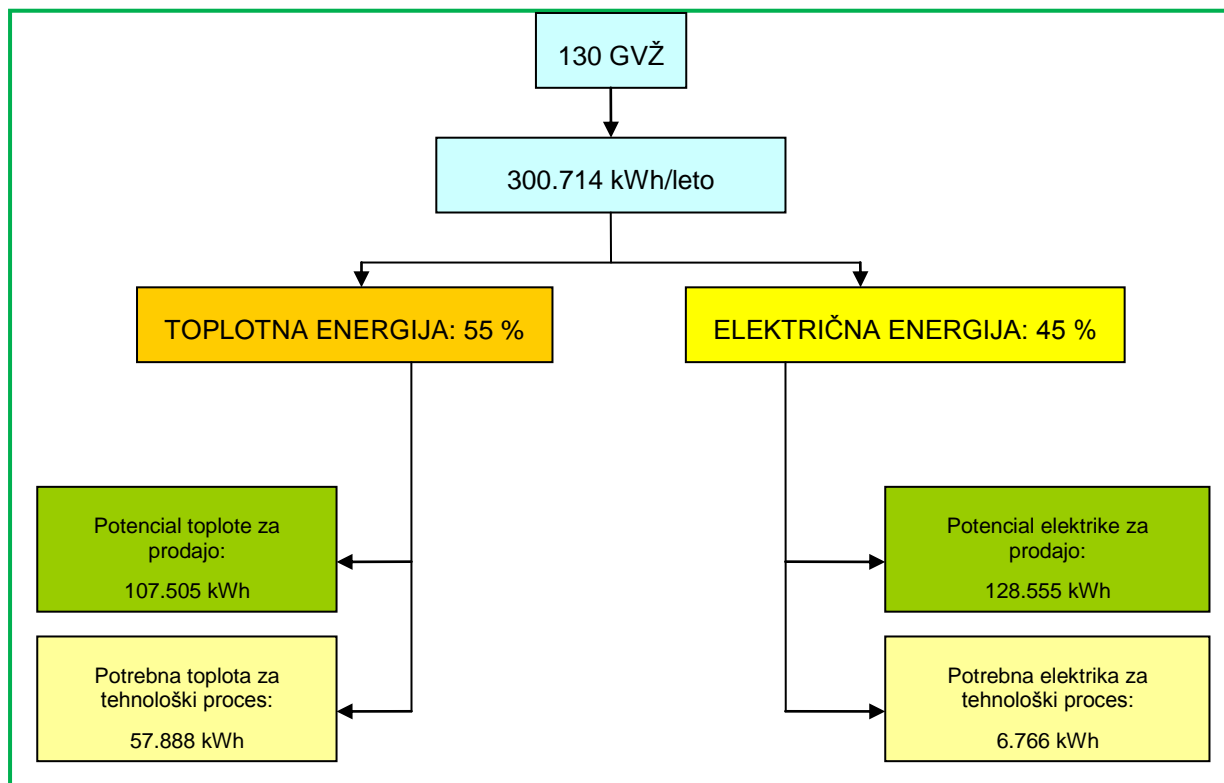 130 GVŽ
300.714 kWh/leto
TOPLOTNA ENERGIJA: 55 %
ELEKTRIČNA ENERGIJA: 45 %
Potencial toplote za
prodajo:
107.505 kWh
Potencial elektrike za
prodajo:
128.555 kWh
Potrebna toplota za
tehnološki proces:
57.888 kWh
Potrebna elektrika za
tehnološki proces:
6.766 kWh